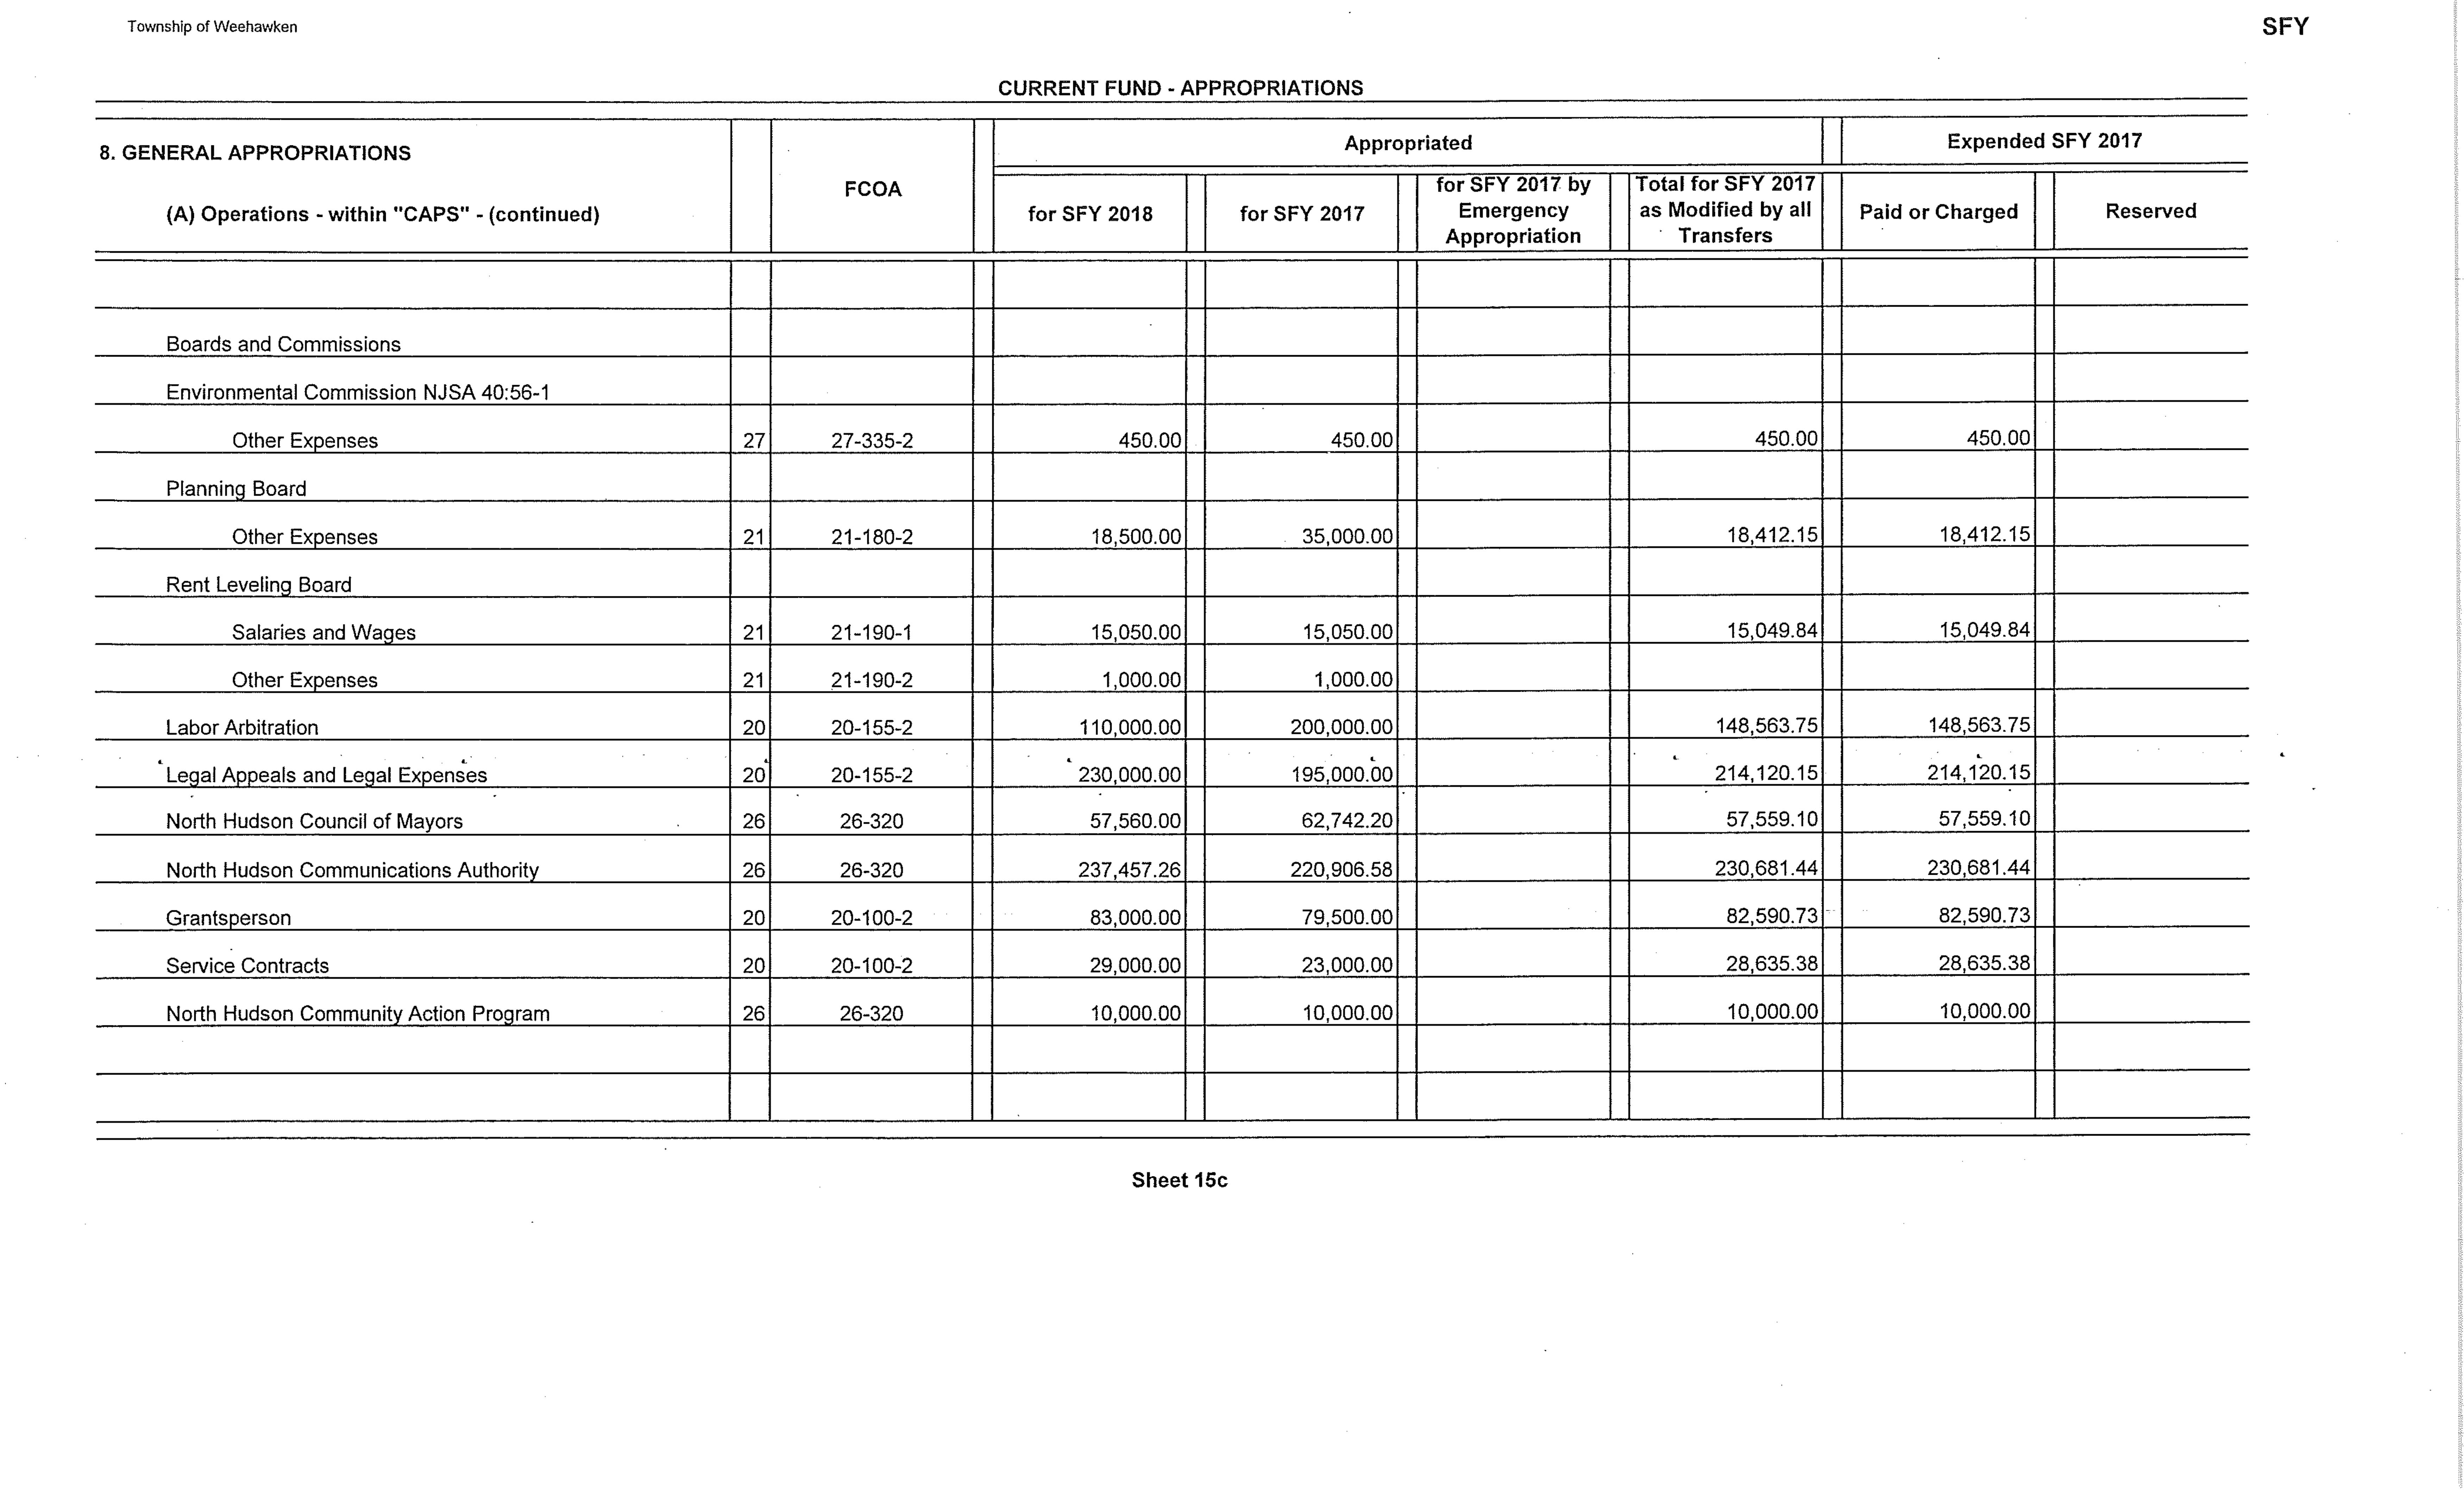 Township of Weehawken
SFY
CURRENT FUND - APPROPRIATIONS
8. GENERAL APPROPRIATIONS
(A) Operations - within "CAPS" - (continued)
FCOA
Appropriated
Expended SFY 2017
for SFY 2018
for SFY 2017
for SFY 2017 by
Emergency
Appropriation
Total for SFY 2017
as Modified by all
Transfers
Paid or Charged
Reserved
Boards and Commissions
Environmental Commission NJSA 40:56-1
Other Expenses 27 27-335-2 450.00 450.00 450.00 450.00
Planning Board
Other Expenses 21 21-180-2 18,500.00 35,000.00 18,412.15 18,412.15
Rent Leveling Board
Salaries and Wages 21 21-190-1 15,050.00 15,050.00 15,049.84 15,049.84
Other Expenses 21 21-190-2 1,000.00 1,000.00
Labor Arbitration 20 20-155-2 110,000.00 200,000.00 148,563.75 148,563.75
Legal Appeals and Legal Expenses 20 20-155-2 230,000.00 195,000.00 214,120.15 214,120.15
North Hudson Council of Mayors 26 26-320 57,560.00 62,742.20 57,559.10 57,559.10
North Hudson Communications Authority 26 26-320 237,457.26 220,906.58 230,681.44 230,681.44
Grantsperson 20 20-100-2 83,000.00 79,500.00 82,590.73 82,590.73
Service Contracts 20 20-100-2 29,000.00 23,000.00 28,635.38 28,635.38
North Hudson Community Action Program 26 26-320 10,000.00 10,000.00 10,000.00 10,000.00
Sheet 15c